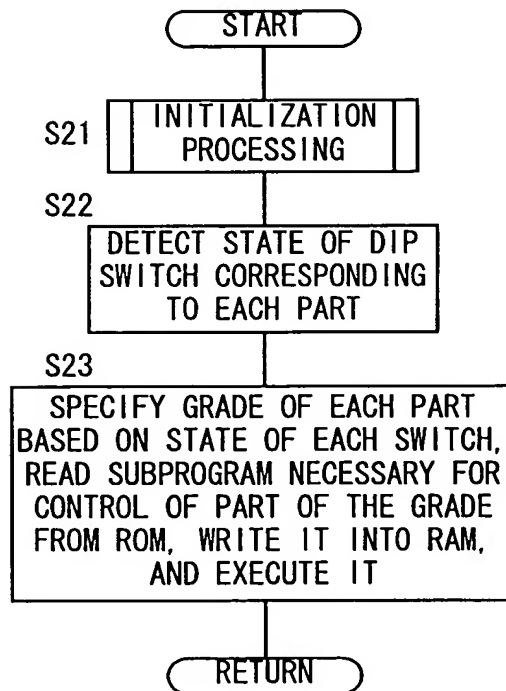 START
S21
INITIALIZATION
PROCESSING
S22
DETECT STATE OF DIP
SWITCH CORRESPONDING
TO EACH PART
S23
SPECIFY GRADE OF EACH PART
BASED ON STATE OF EACH SWITCH,
READ SUBPROGRAM NECESSARY FOR
CONTROL OF PART OF THE GRADE
FROM ROM, WRITE IT INTO RAM,
AND EXECUTE IT
RETURN